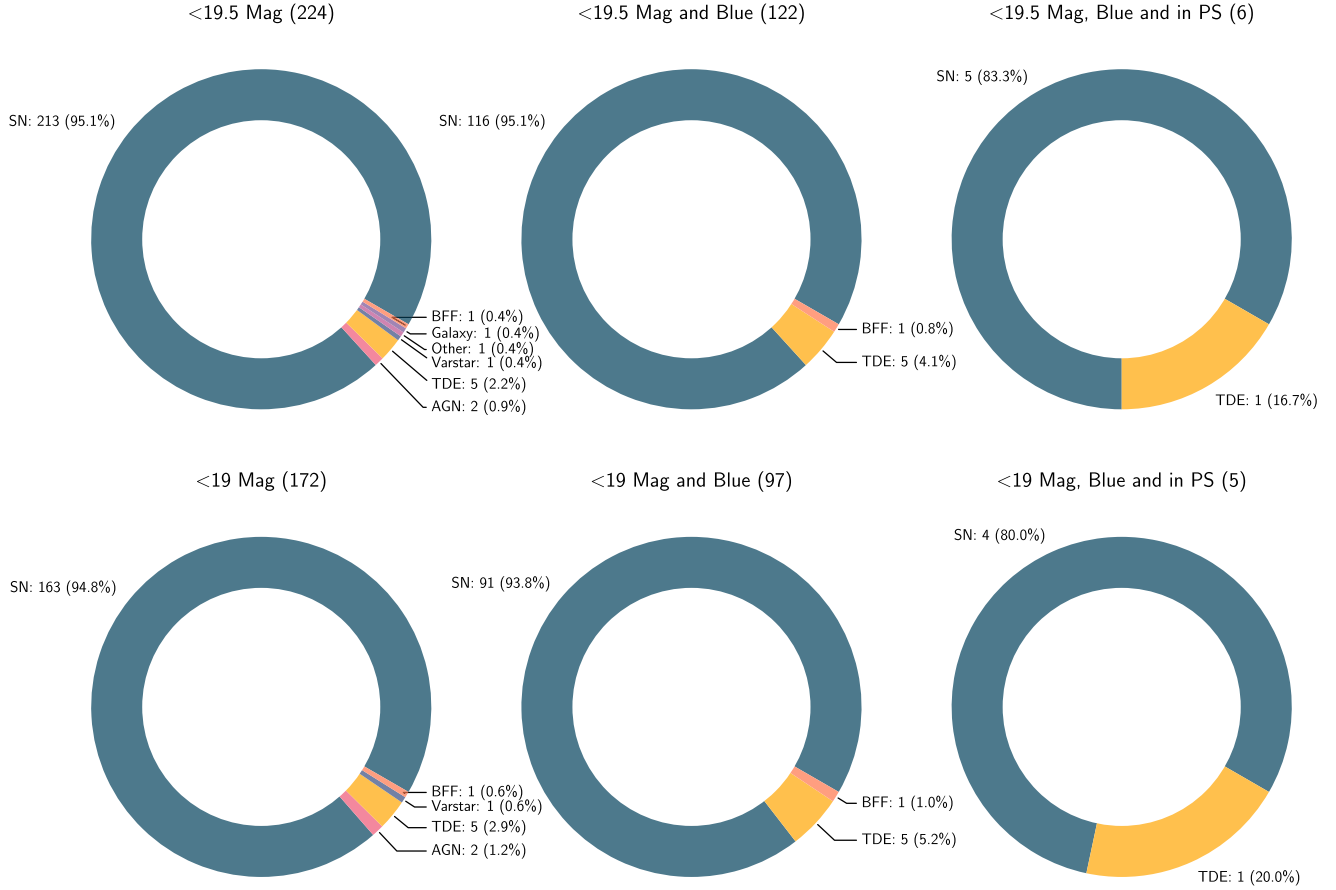 <19.5 Mag (224)
SN: 213 (95.1%)
BFF: 1 (0.4%)
Galaxy: 1 (0.4%)
Other: 1 (0.4%)
Varstar: 1 (0.4%)
TDE: 5 (2.2%)
AGN: 2 (0.9%)
<19.5 Mag and Blue (122)
SN: 116 (95.1%)
BFF: 1 (0.8%)
TDE: 5 (4.1%)
<19.5 Mag, Blue and in PS (6)
SN: 5 (83.3%)
TDE: 1 (16.7%)
<19 Mag (172)
SN: 163 (94.8%)
BFF: 1 (0.6%)
Varstar: 1 (0.6%)
TDE: 5 (2.9%)
AGN: 2 (1.2%)
<19 Mag and Blue (97)
SN: 91 (93.8%)
BFF: 1 (1.0%)
TDE: 5 (5.2%)
<19 Mag, Blue and in PS (5)
SN: 4 (80.0%)
TDE: 1 (20.0%)